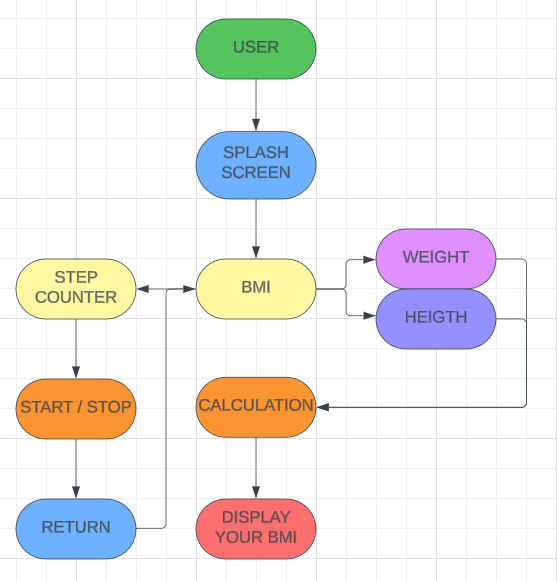 USER
SPLASH
SCREEN
STEP
COUNTER
BMI
WEIGHT
HEIGTH
START / STOP
CALCULATION
RETURN
DISPLAY
YOUR BMI